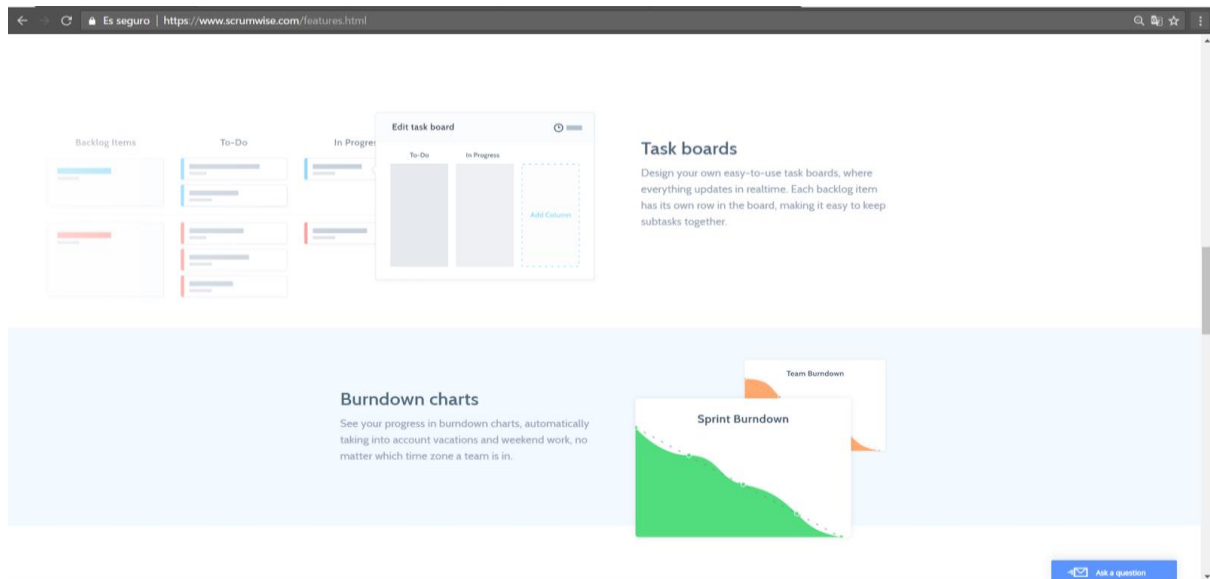 Es seguro | https://www.scrumwise.com/features.html
Backlog Items
To-Do
In Progres
Edit task board
To-Do
In Progress
Add Column
Task boards
Design your own easy-to-use task boards, where
everything updates in realtime. Each backlog item
has its own row in the board, making it easy to keep
subtasks together.
Burndown charts
See your progress in burndown charts, automatically
taking into account vacations and weekend work, no
matter which time zone a team is in.
Team Burndown
Sprint Burndown
Ask a question